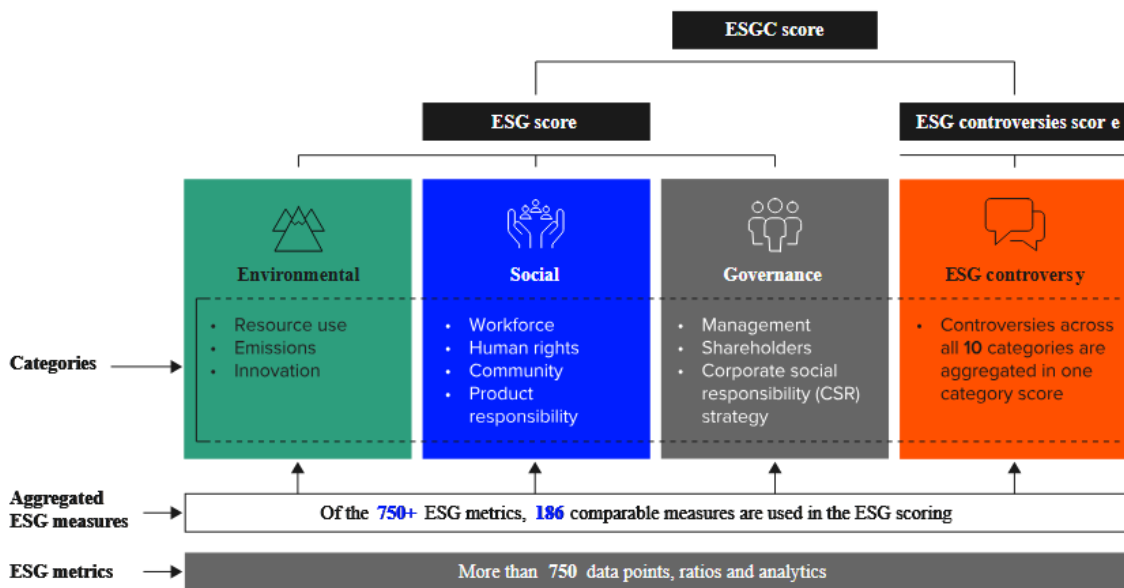 ESGC score
ESG score
ESG controversies scor e
Environmental
Social
Governance
ESG controversy
Categories
• Resource use
• Emissions
• Innovation
• Workforce
• Human rights
• Community
• Product
responsibility
• Management
• Shareholders
• Corporate social
responsibility (CSR)
strategy
• Controversies across
all 10 categories are
aggregated in one
category score
Aggregated
ESG measures
Of the 750+ ESG metrics, 186 comparable measures are used in the ESG scoring
ESG metrics
More than 750 data points, ratios and analytics